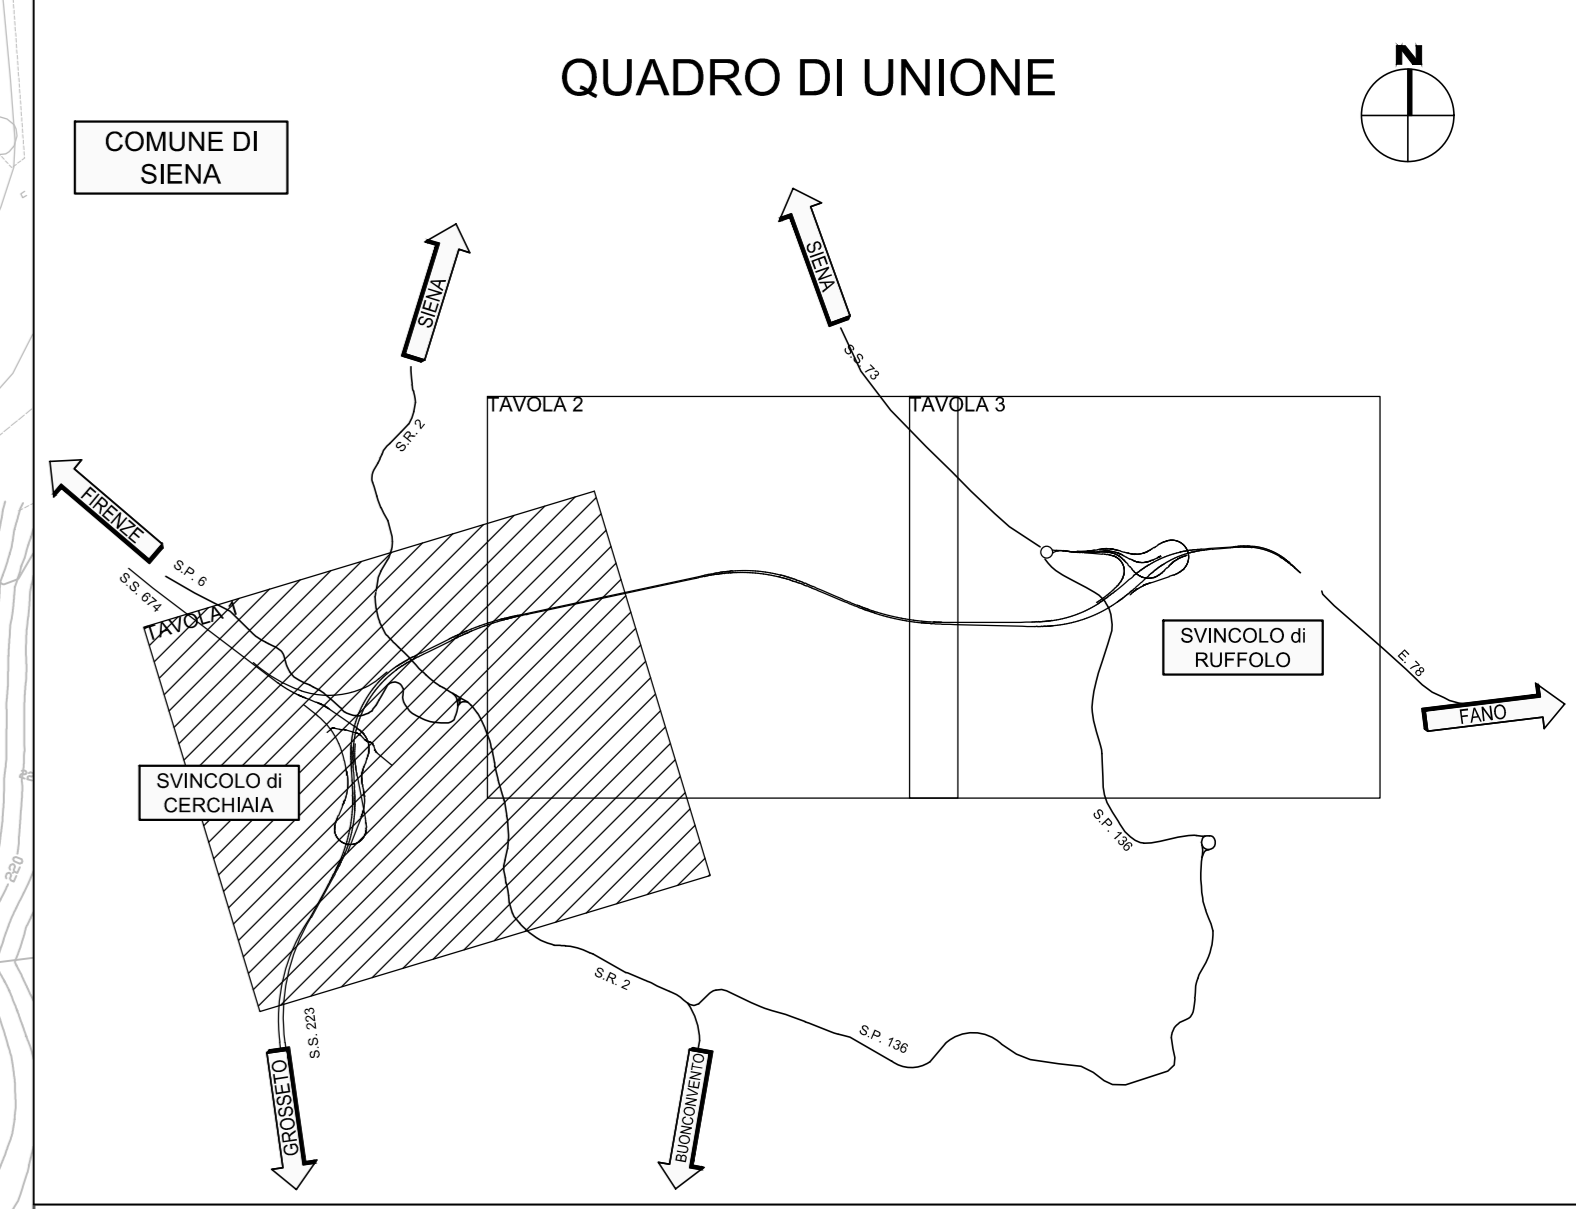 QUADRO DI UNIONE
N
COMUNE DI
SIENA
SIENA
SIENA
S.S. 73
S.R. 2
TAVOLA 2
TAVOLA 3
FIRENZE
S.P. 6
S.S. 674
TAVOLA 1
SVINCOLO di
RUFFOLO
E. 78
FANO
SVINCOLO di
CERCHIAIA
S.P. 136
220
S.R. 2
S.S. 223
S.P. 136
GROSSETO
BUONCONVENTO